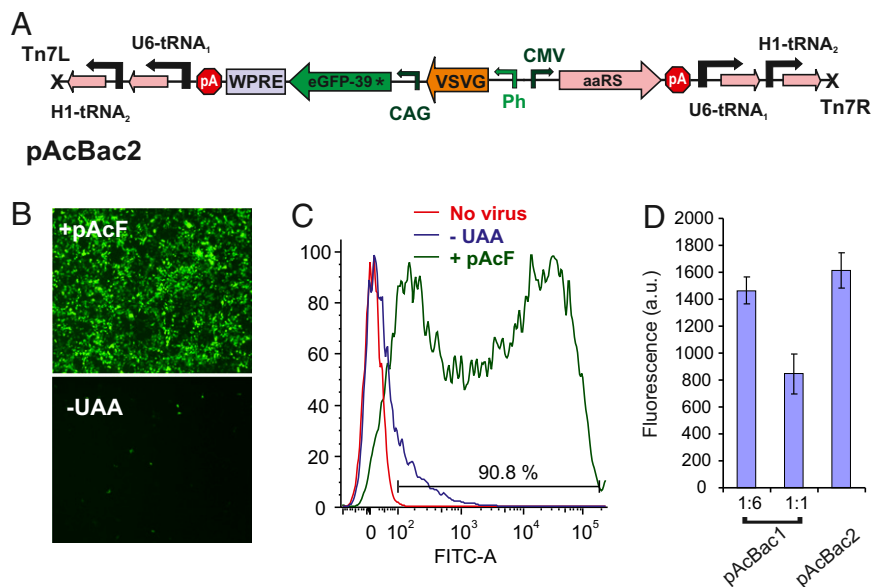 A
Tn7L
U6-tRNA1
H1-tRNA2
X
pA
WPRE
eGFP-39 *
CAG
VSVG
Ph
CMV
aaRS
pA
U6-tRNA1
H1-tRNA2
X
Tn7R
pAcBac2
B
+pAcF
-UAA
C
No virus
- UAA
+ pAcF
100
80
60
40
20
0
90.8 %
0 10² 10³ 10⁴ 10⁵
FITC-A
D
Fluorescence (a.u.)
2000
1800
1600
1400
1200
1000
800
600
400
200
0
1:6 1:1
pAcBac1
pAcBac2